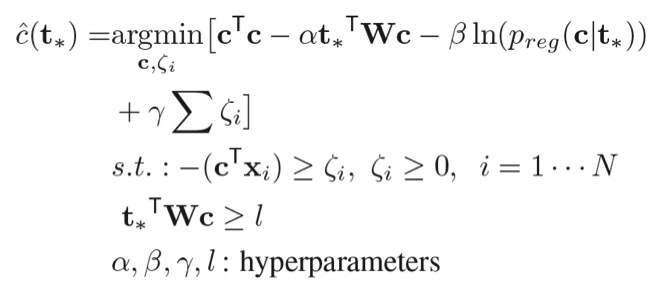 ĉ(𝐭∗) =argmin[𝐜ᵀ𝐜 − α𝐭∗ᵀ𝐖𝐜 − β ln(p_reg(𝐜|𝐭∗))
𝐜,ζᵢ
+ γ ∑ ζᵢ]
s.t. : −(𝐜ᵀ𝐱ᵢ) ≥ ζᵢ, ζᵢ ≥ 0, i = 1 ⋯ N
𝐭∗ᵀ𝐖𝐜 ≥ l
α, β, γ, l : hyperparameters